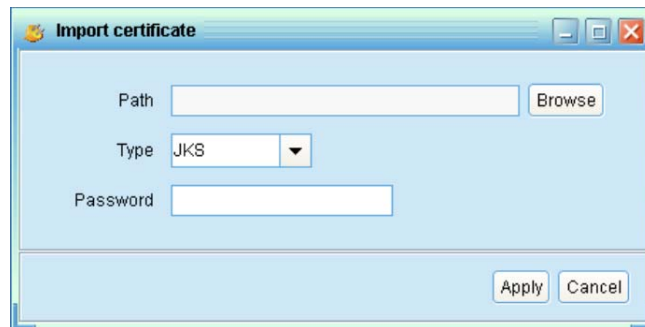 Import certificate
Path Browse
Type JKS
Password
Apply Cancel